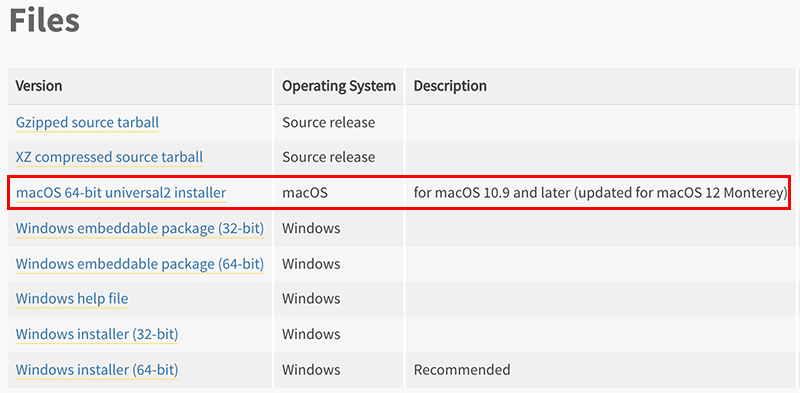 Files
Version Operating System Description
Gzipped source tarball Source release
XZ compressed source tarball Source release
macOS 64-bit universal2 installer macOS for macOS 10.9 and later (updated for macOS 12 Monterey)
Windows embeddable package (32-bit) Windows
Windows embeddable package (64-bit) Windows
Windows help file Windows
Windows installer (32-bit) Windows
Windows installer (64-bit) Windows Recommended